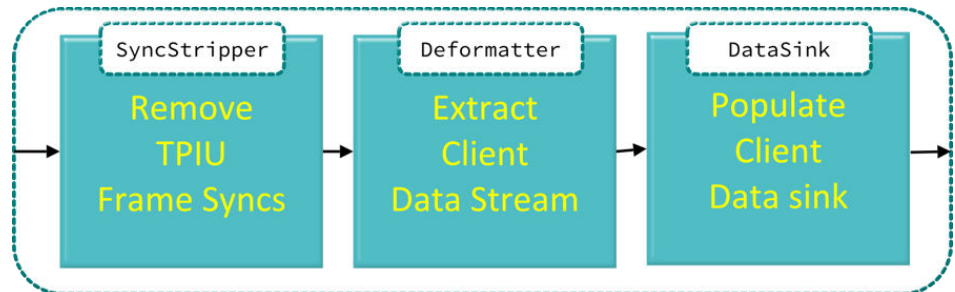 SyncStripper
Remove
TPIU
Frame Syncs
Deformatter
Extract
Client
Data Stream
DataSink
Populate
Client
Data sink